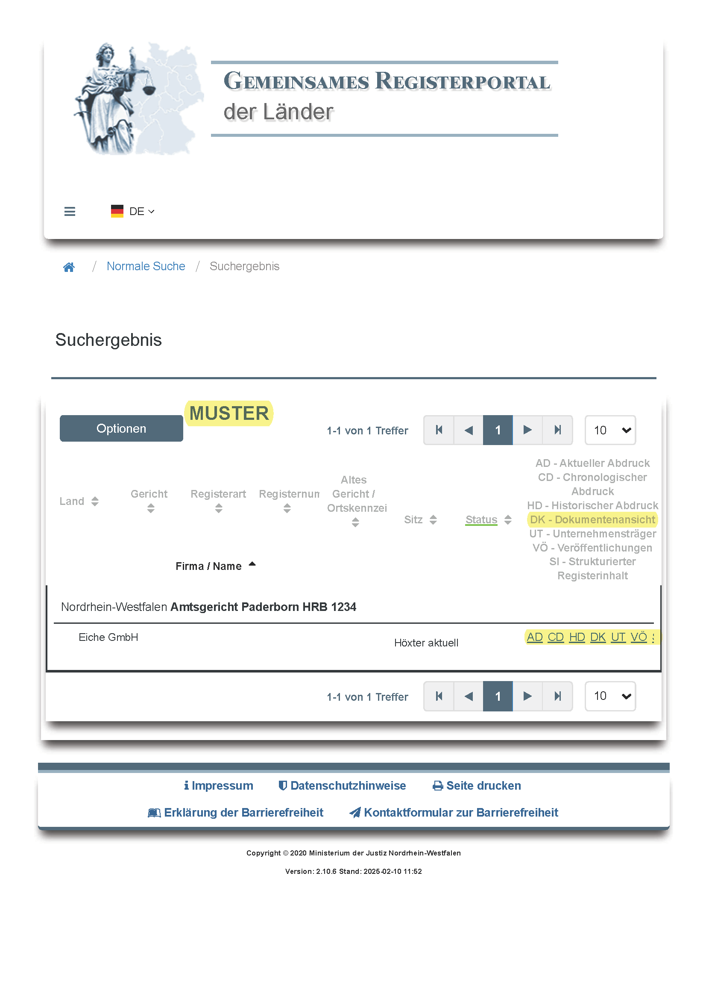 GEMEINSAMES REGISTERPORTAL
der Länder
DE
/ Normale Suche / Suchergebnis
Suchergebnis
MUSTER
Optionen
1-1 von 1 Treffer
1
10
Land
Gericht
Registerart
Registernun
Altes
Gericht /
Ortskennzei
Sitz
Status
AD - Aktueller Abdruck
CD - Chronologischer
Abdruck
HD - Historischer Abdruck
DK - Dokumentenansicht
UT - Unternehmensträger
VÖ - Veröffentlichungen
SI - Strukturierter
Registerinhalt
Firma / Name
Nordrhein-Westfalen Amtsgericht Paderborn HRB 1234
Eiche GmbH
Höxter aktuell
AD CD HD DK UT VÖ
1-1 von 1 Treffer
1
10
Impressum Datenschutzhinweise Seite drucken
Erklärung der Barrierefreiheit Kontaktformular zur Barrierefreiheit
Copyright © 2020 Ministerium der Justiz Nordrhein-Westfalen
Version: 2.10.6 Stand: 2025-02-10 11:52